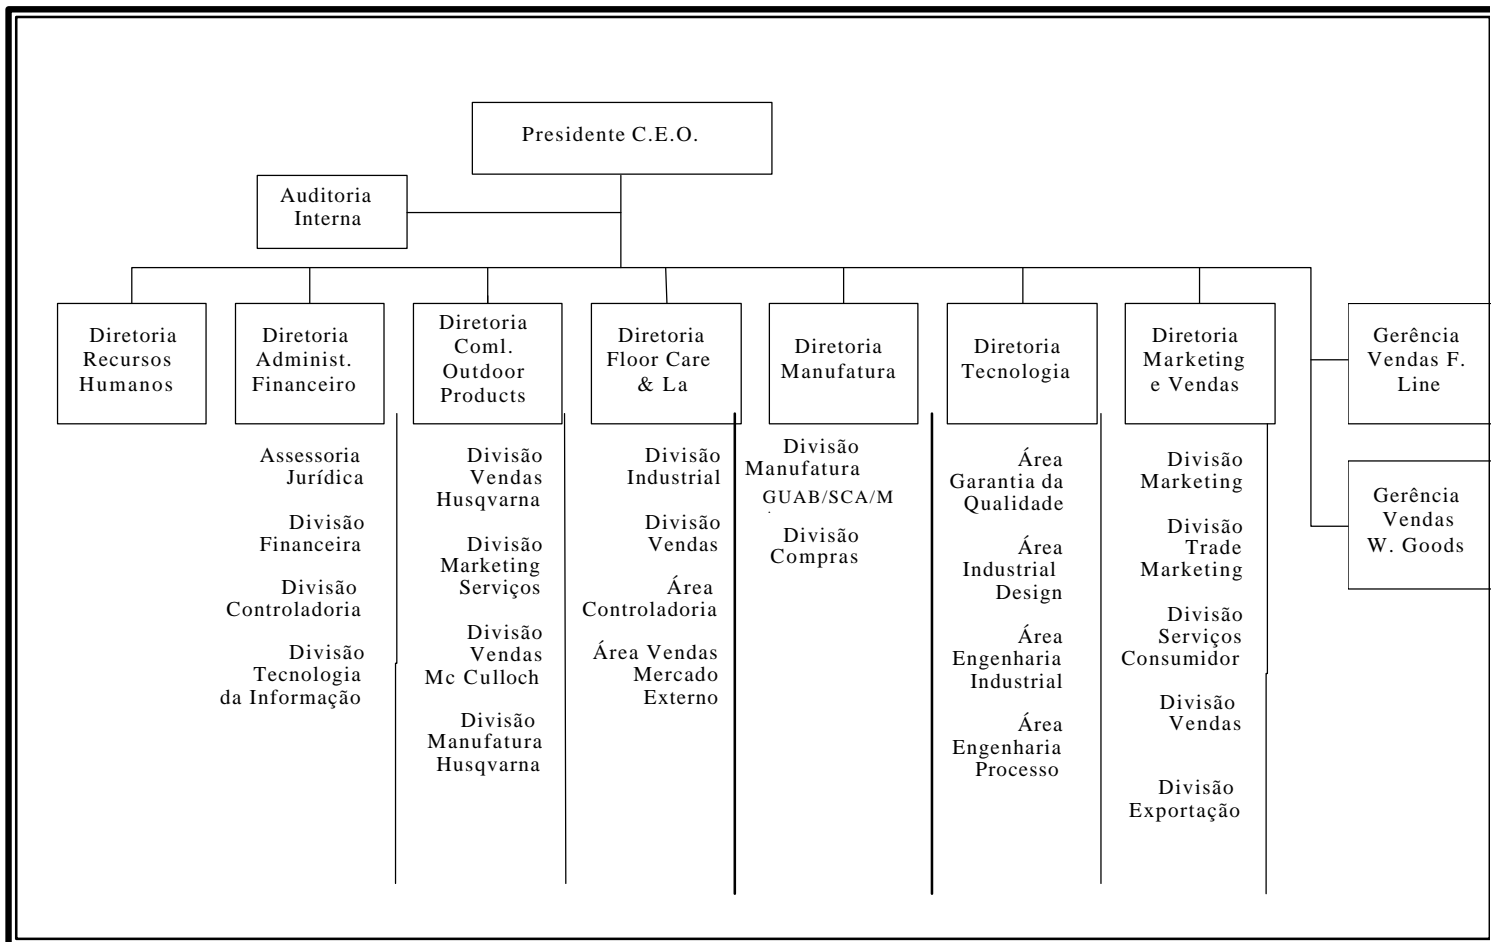 Presidente C.E.O.
Auditoria
Interna
Diretoria
Recursos
Humanos
Diretoria
Administ.
Financeiro
Diretoria
Coml.
Outdoor
Products
Diretoria
Floor Care
& La
Diretoria
Manufatura
Diretoria
Tecnologia
Diretoria
Marketing
e Vendas
Gerência
Vendas F.
Line
Gerência
Vendas
W. Goods
Assessoria
Jurídica
Divisão
Financeira
Divisão
Controladoria
Divisão
Tecnologia
da Informação
Divisão
Vendas
Husqvarna
Divisão
Marketing
Serviços
Divisão
Vendas
Mc Culloch
Divisão
Manufatura
Husqvarna
Divisão
Industrial
Divisão
Vendas
Área
Controladoria
Área Vendas
Mercado
Externo
Divisão
Manufatura
GUAB/SCA/M
Divisão
Compras
Área
Garantia da
Qualidade
Área
Industrial
Design
Área
Engenharia
Industrial
Área
Engenharia
Processo
Divisão
Marketing
Divisão
Trade
Marketing
Divisão
Serviços
Consumidor
Divisão
Vendas
Divisão
Exportação